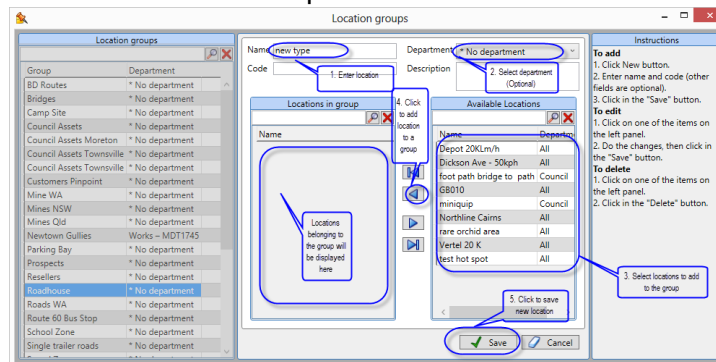 Location groups
Location groups
Group Department
BD Routes * No department
Bridges * No department
Camp Site * No department
Council Assets * No department
Council Assets Moreton * No department
Council Assets Townsville * No department
Council Assets Townsville * No department
Customers Pinpoint * No department
Mine WA * No department
Mines NSW * No department
Mines Qld * No department
Newtown Gullies Works – MDT1745
Parking Bay * No department
Prospects * No department
Resellers * No department
Roadhouse * No department
Roads WA * No department
Route 60 Bus Stop * No department
School Zone * No department
Single trailer roads * No department
Name new type
Department * No department
Code
Description
1. Enter location
2. Select department
(Optional)
Locations in group
Name
Locations
belonging to
the group will
be displayed
here
4. Click
to add
location
to a
group
Available Locations
Name Departm
Depot 20KLm/h All
Dickson Ave - 50kph All
foot path bridge to path Council
GB010 All
miniquip Council
Northline Cairns All
rare orchid area All
Vertel 20 K All
test hot spot All
3. Select locations to add
to the group
5. Click to save
new location
Save Cancel
Instructions
To add
1. Click New button.
2. Enter name and code (other
fields are optional).
3. Click in the "Save" button.
To edit
1. Click on one of the items on
the left panel.
2. Do the changes, then click in
the "Save" button.
To delete
1. Click on one of the items on
the left panel.
2. Click in the "Delete" button.